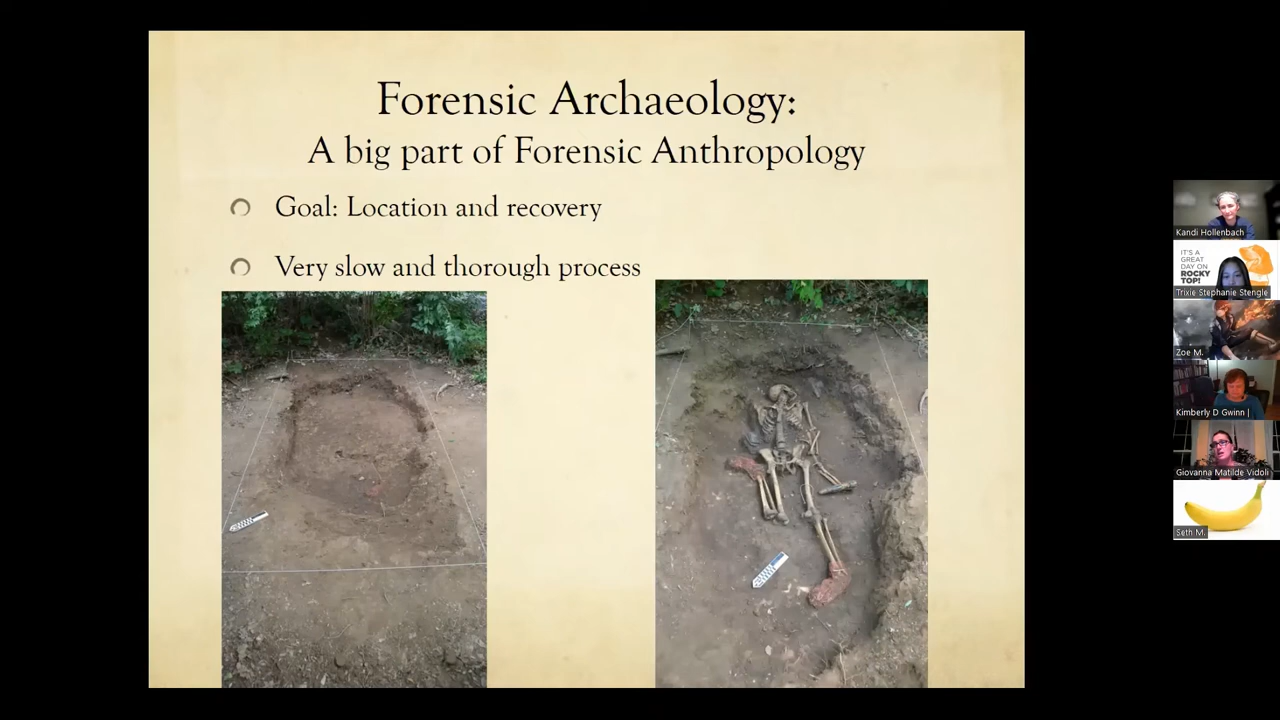 Forensic Archaeology:
A big part of Forensic Anthropology
Goal: Location and recovery
Very slow and thorough process
Kandi Hollenbach
IT'S A
GREAT
DAY ON
ROCKY
TOP!
Trixie Stephanie Stengle
Zoe M.
Kimberly D Gwinn |
Giovanna Matilde Vidoli
Seth M.